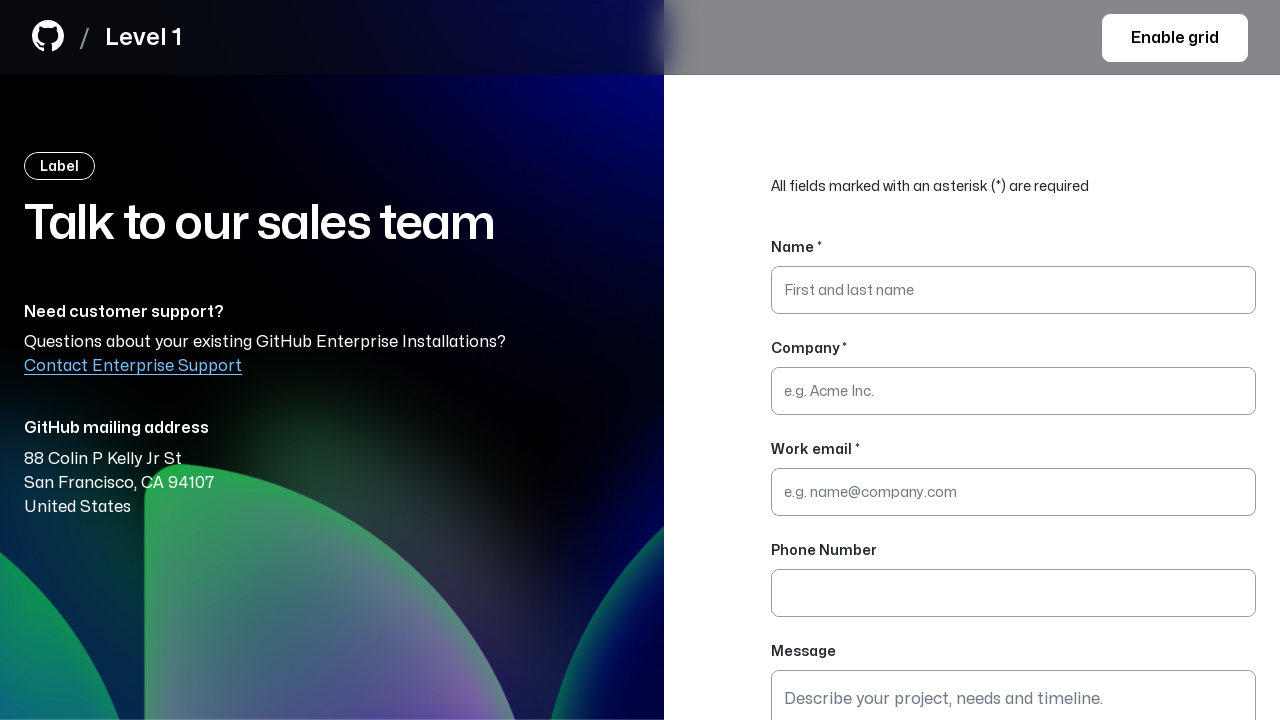 / Level 1
Enable grid
Label
Talk to our sales team
Need customer support?
Questions about your existing GitHub Enterprise Installations?
Contact Enterprise Support
GitHub mailing address
88 Colin P Kelly Jr St
San Francisco, CA 94107
United States
All fields marked with an asterisk (*) are required
Name *
First and last name
Company *
e.g. Acme Inc.
Work email *
e.g. name@company.com
Phone Number
Message
Describe your project, needs and timeline.